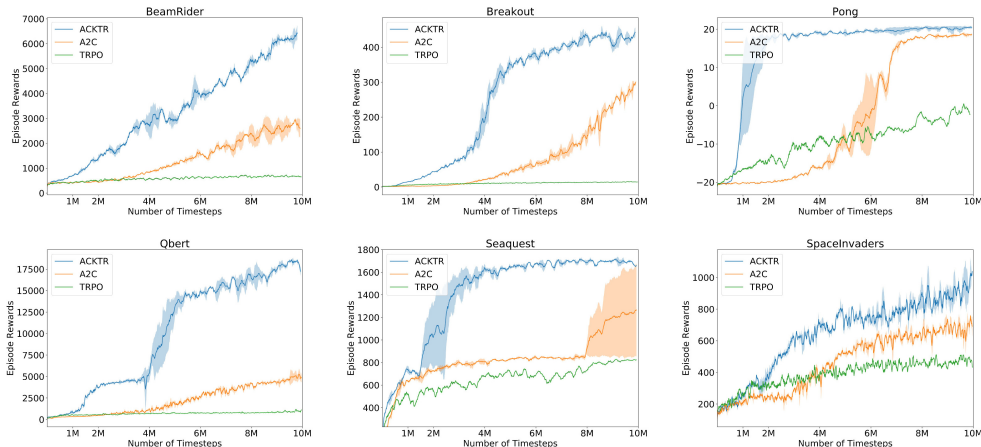 BeamRider
ACKTR
A2C
TRPO
Episode Rewards
7000
6000
5000
4000
3000
2000
1000
0
1M 2M 4M 6M 8M 10M
Number of Timesteps
Breakout
ACKTR
A2C
TRPO
Episode Rewards
400
300
200
100
0
1M 2M 4M 6M 8M 10M
Number of Timesteps
Pong
ACKTR
A2C
TRPO
Episode Rewards
20
10
0
−10
−20
1M 2M 4M 6M 8M 10M
Number of Timesteps
Qbert
ACKTR
A2C
TRPO
Episode Rewards
17500
15000
12500
10000
7500
5000
2500
0
1M 2M 4M 6M 8M 10M
Number of Timesteps
Seaquest
ACKTR
A2C
TRPO
Episode Rewards
1800
1600
1400
1200
1000
800
600
400
1M 2M 4M 6M 8M 10M
Number of Timesteps
SpaceInvaders
ACKTR
A2C
TRPO
Episode Rewards
1000
800
600
400
200
1M 2M 4M 6M 8M 10M
Number of Timesteps